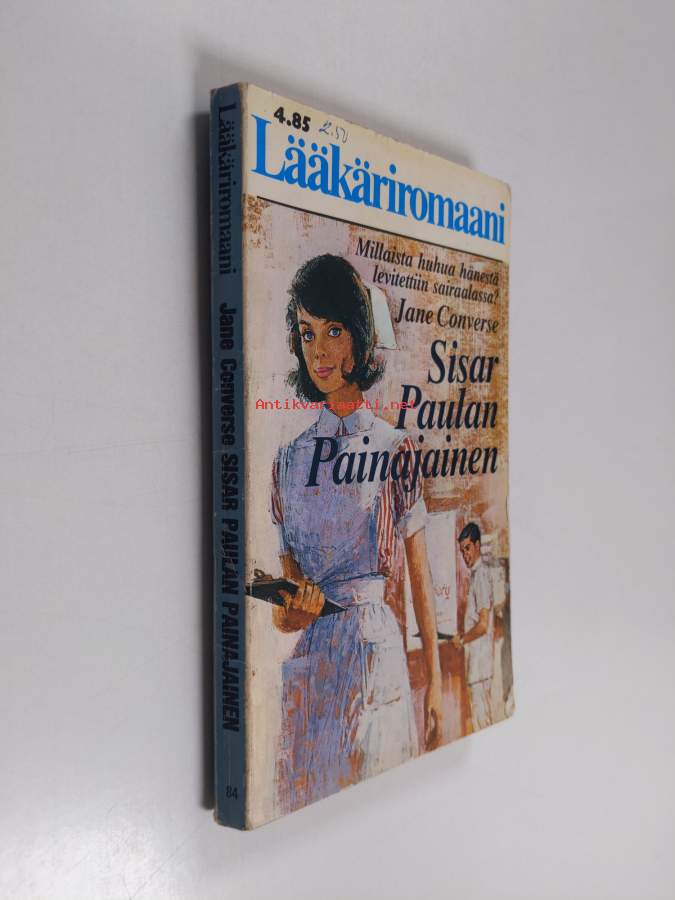 4.85 2.50
Lääkäriromaani
Millaista huhua hänestä
levitettiin sairaalassa?
Jane Converse
Sisar
Paulan
Painajainen
Antikvariaatti.net
Lääkäriromaani Jane Converse SISAR PAULAN PAINAJAINEN 84